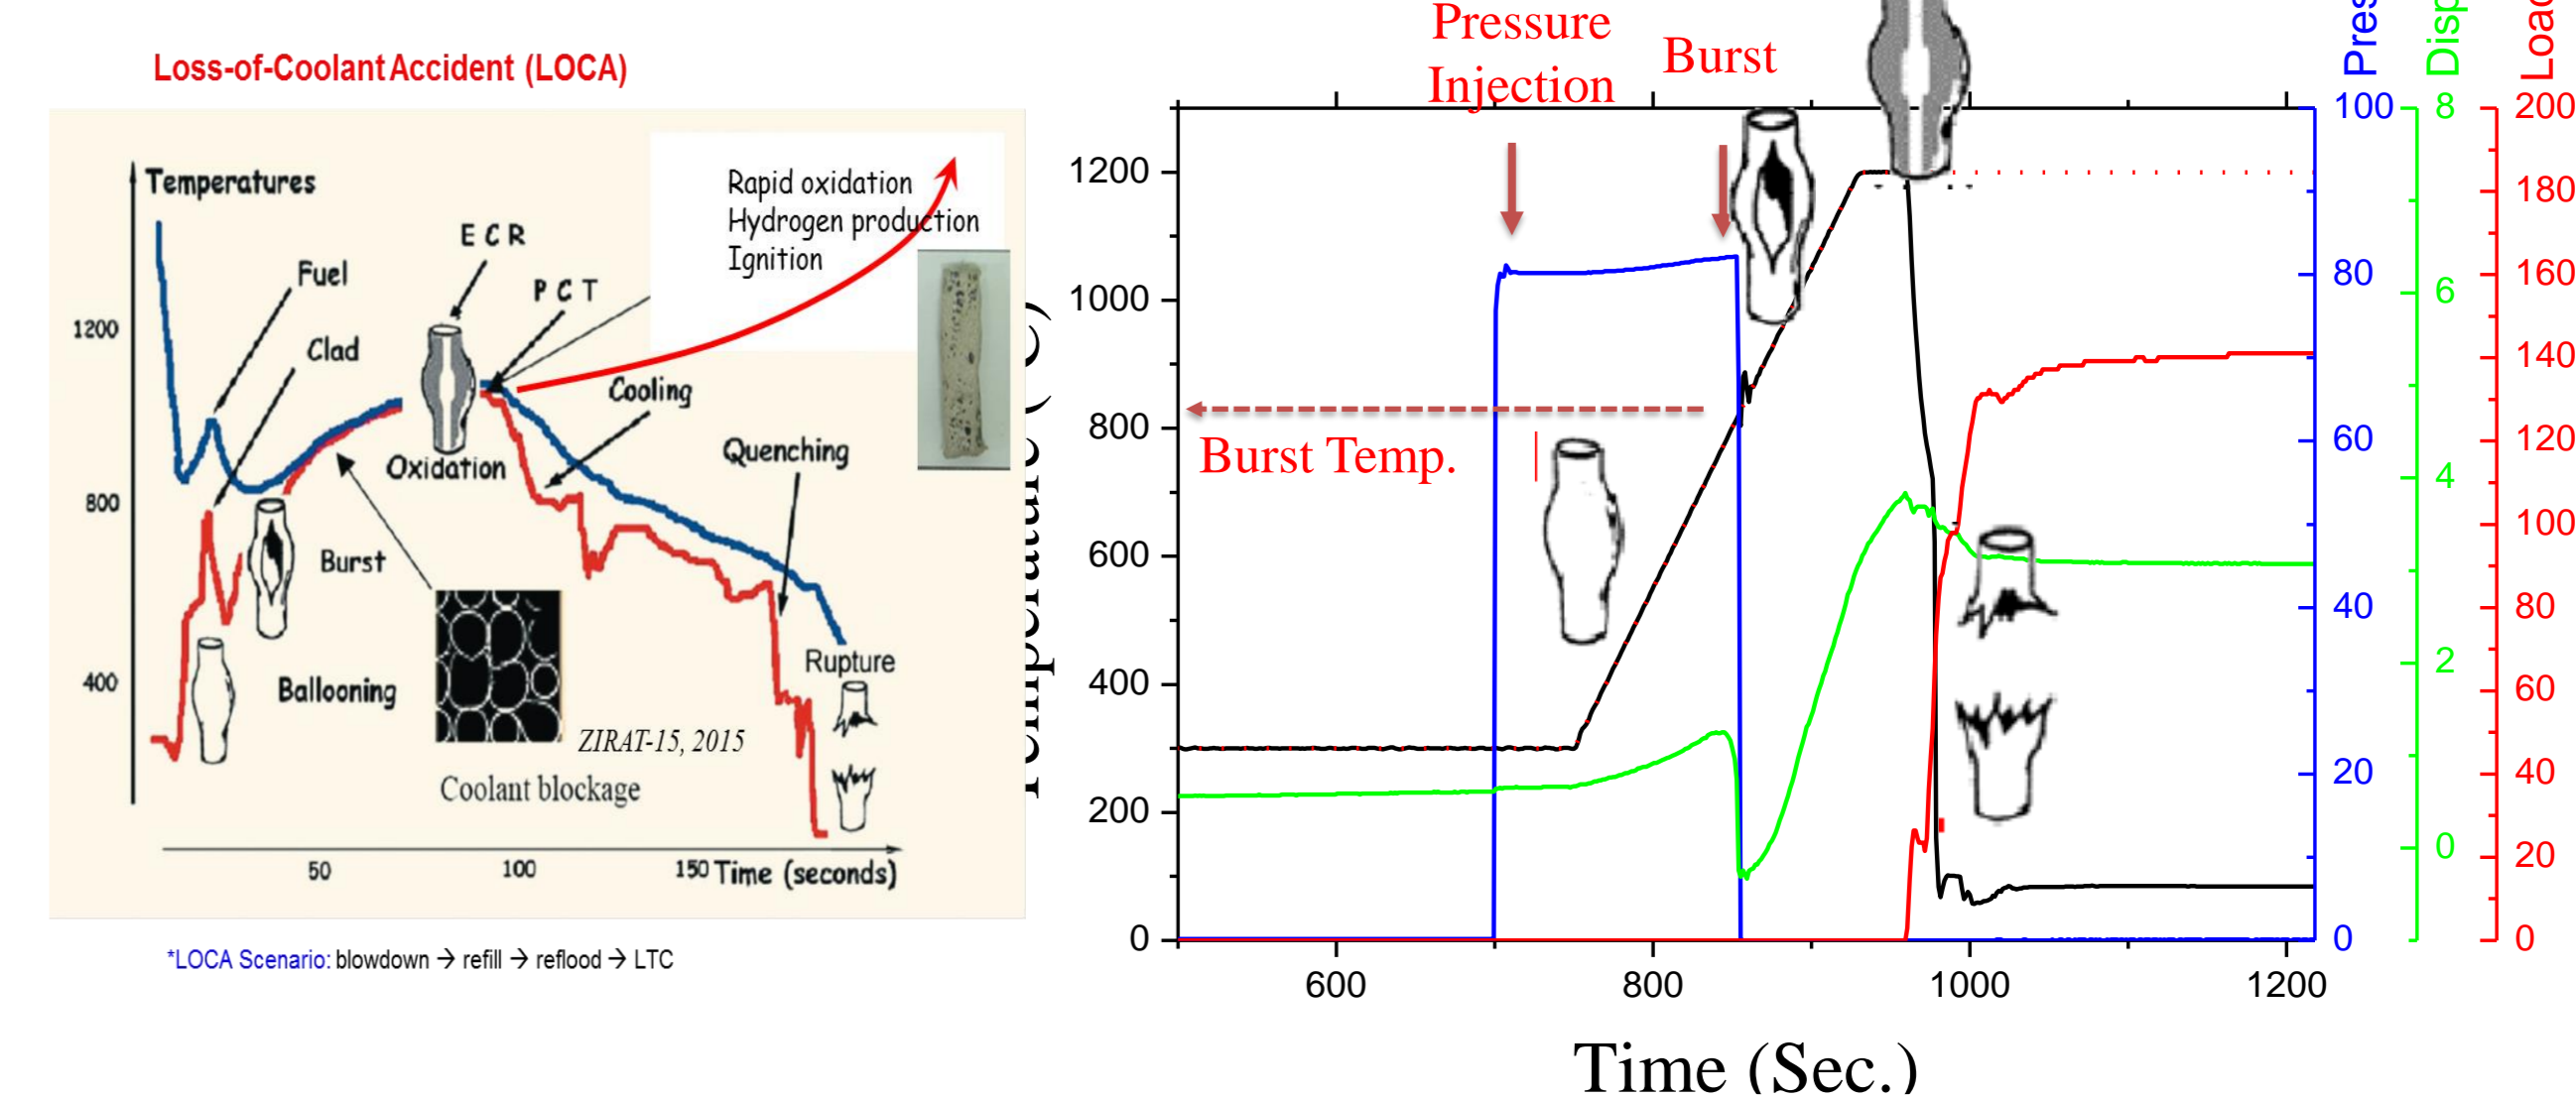 Loss-of-Coolant Accident (LOCA)
Temperatures
1200
800
400
Fuel
Clad
E C R
P C T
Rapid oxidation
Hydrogen production
Ignition
Cooling
Quenching
Oxidation
Burst
Ballooning
Rupture
ZIRAT-15, 2015
Coolant blockage
50
100
150
Time (seconds)
*LOCA Scenario: blowdown → refill → reflood → LTC
Pressure
Injection
Burst
Burst Temp.
1200
1000
800
600
400
200
0
600
800
1000
1200
Time (Sec.)
100
80
60
40
20
0
8
6
4
2
0
Load
200
180
160
140
120
100
80
60
40
20
0